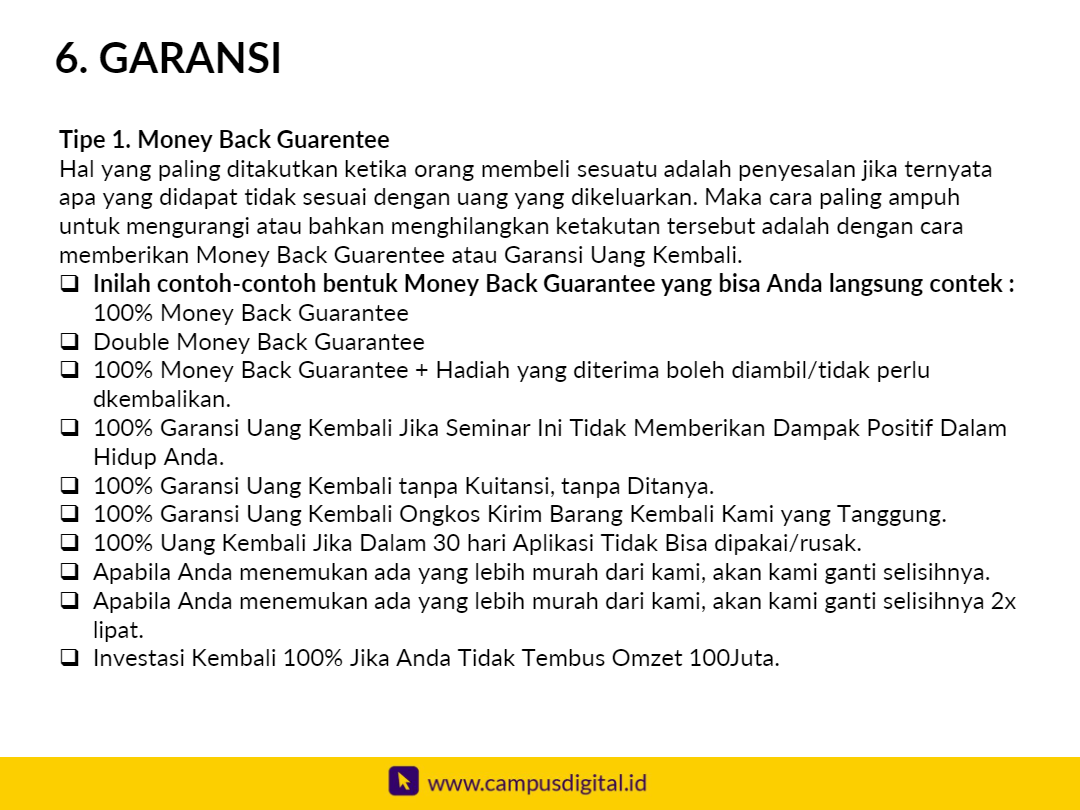 6. GARANSI
Tipe 1. Money Back Guarentee
Hal yang paling ditakutkan ketika orang membeli sesuatu adalah penyesalan jika ternyata
apa yang didapat tidak sesuai dengan uang yang dikeluarkan. Maka cara paling ampuh
untuk mengurangi atau bahkan menghilangkan ketakutan tersebut adalah dengan cara
memberikan Money Back Guarentee atau Garansi Uang Kembali.
❑ Inilah contoh-contoh bentuk Money Back Guarantee yang bisa Anda langsung contek :
100% Money Back Guarantee
❑ Double Money Back Guarantee
❑ 100% Money Back Guarantee + Hadiah yang diterima boleh diambil/tidak perlu
dkembalikan.
❑ 100% Garansi Uang Kembali Jika Seminar Ini Tidak Memberikan Dampak Positif Dalam
Hidup Anda.
❑ 100% Garansi Uang Kembali tanpa Kuitansi, tanpa Ditanya.
❑ 100% Garansi Uang Kembali Ongkos Kirim Barang Kembali Kami yang Tanggung.
❑ 100% Uang Kembali Jika Dalam 30 hari Aplikasi Tidak Bisa dipakai/rusak.
❑ Apabila Anda menemukan ada yang lebih murah dari kami, akan kami ganti selisihnya.
❑ Apabila Anda menemukan ada yang lebih murah dari kami, akan kami ganti selisihnya 2x
lipat.
❑ Investasi Kembali 100% Jika Anda Tidak Tembus Omzet 100Juta.
www.campusdigital.id